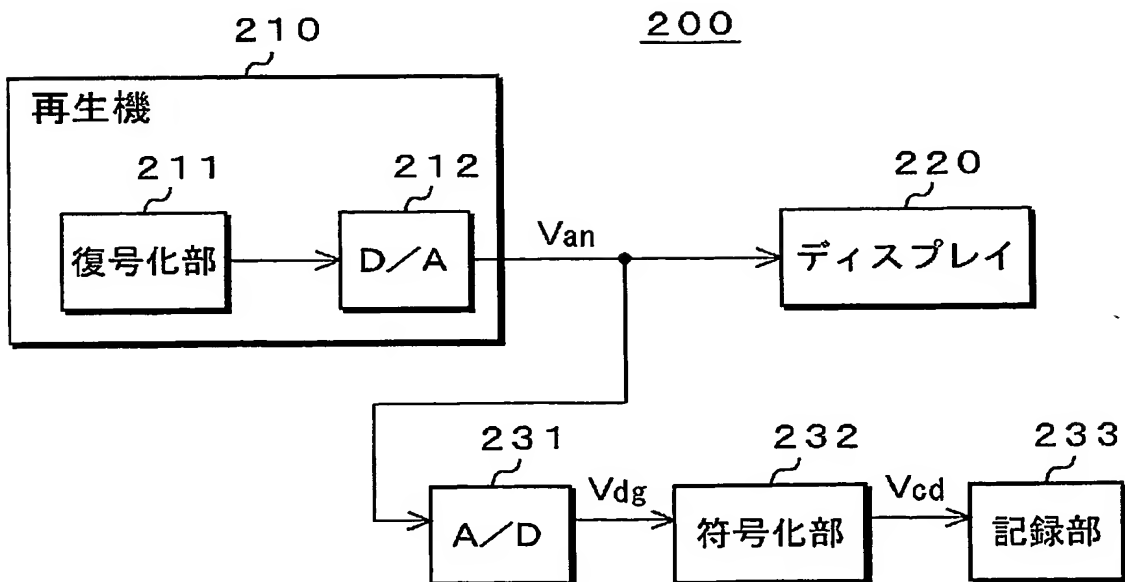 ２００
２１０
再生機
２１１
２１２
２２０
復号化部
Ｄ／Ａ
Van
ディスプレイ
２３１
２３２
２３３
Ａ／Ｄ
Vdg
符号化部
Vcd
記録部